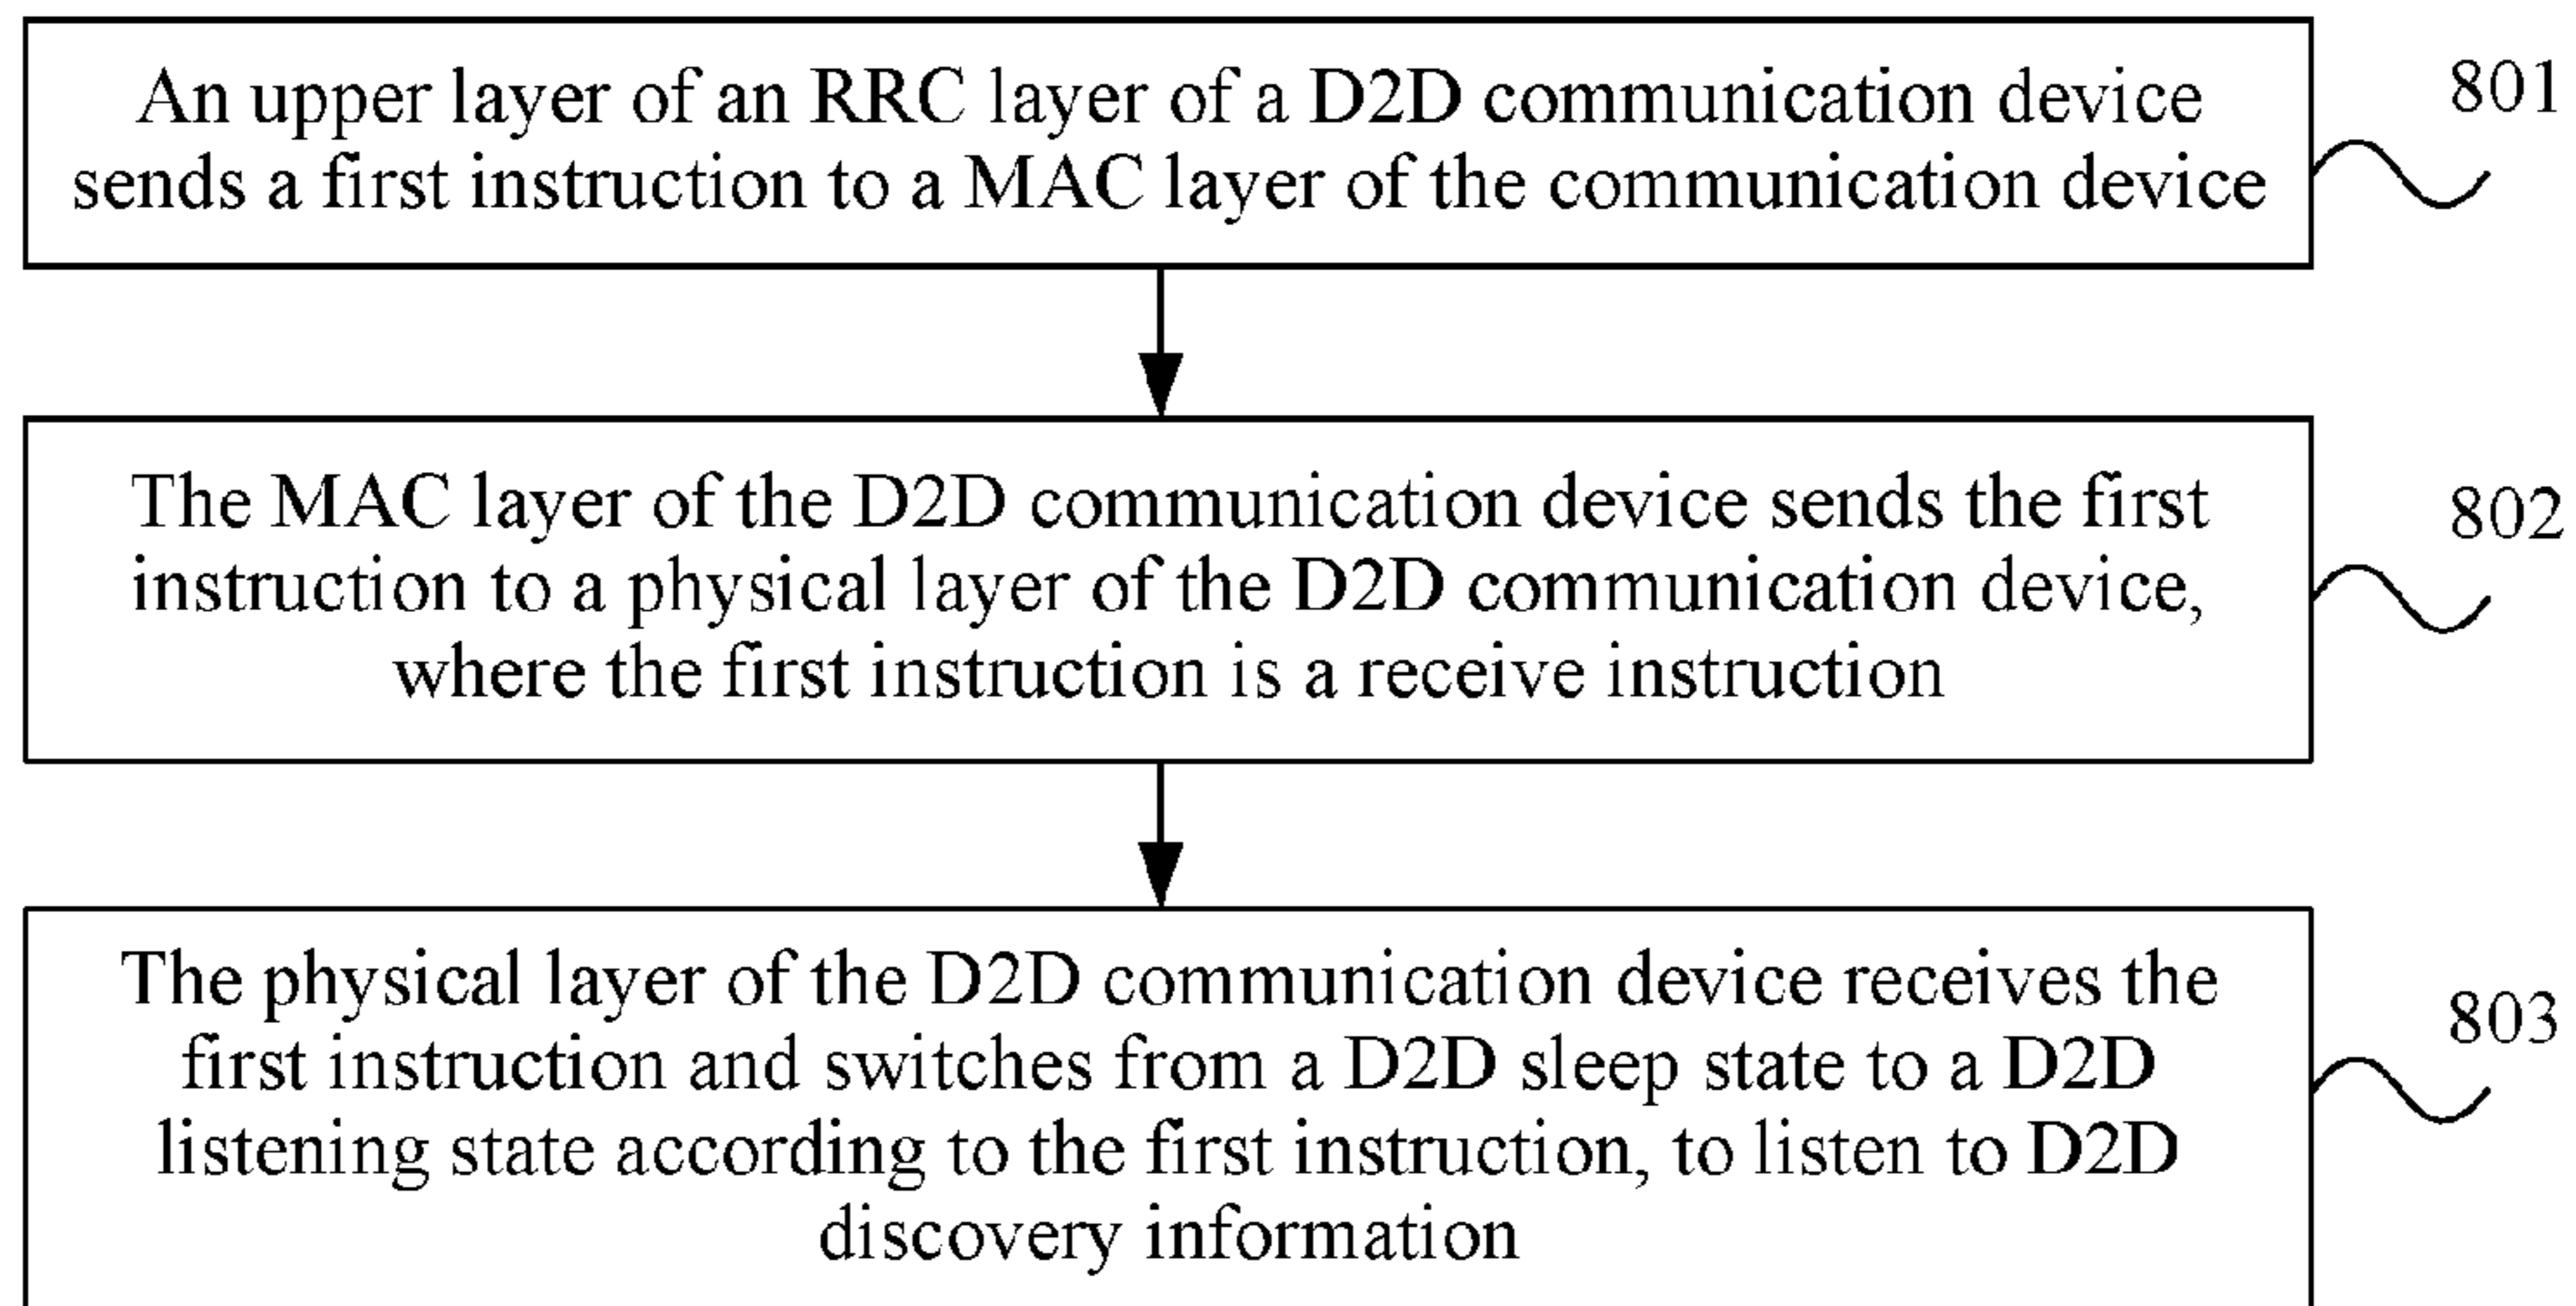 An upper layer of an RRC layer of a D2D communication device
sends a first instruction to a MAC layer of the communication device
801
The MAC layer of the D2D communication device sends the first
instruction to a physical layer of the D2D communication device,
where the first instruction is a receive instruction
802
The physical layer of the D2D communication device receives the
first instruction and switches from a D2D sleep state to a D2D
listening state according to the first instruction, to listen to D2D
discovery information
803